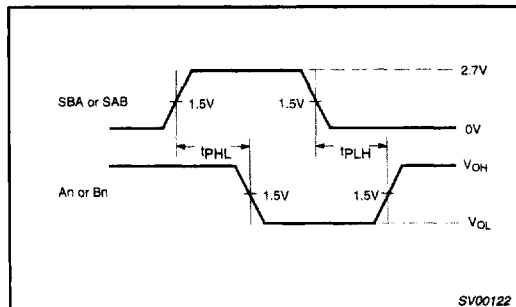 2.7V
SBA or SAB
1.5V
1.5V
0V
tPHL
tPLH
VOH
An or Bn
1.5V
1.5V
VOL
SV00122